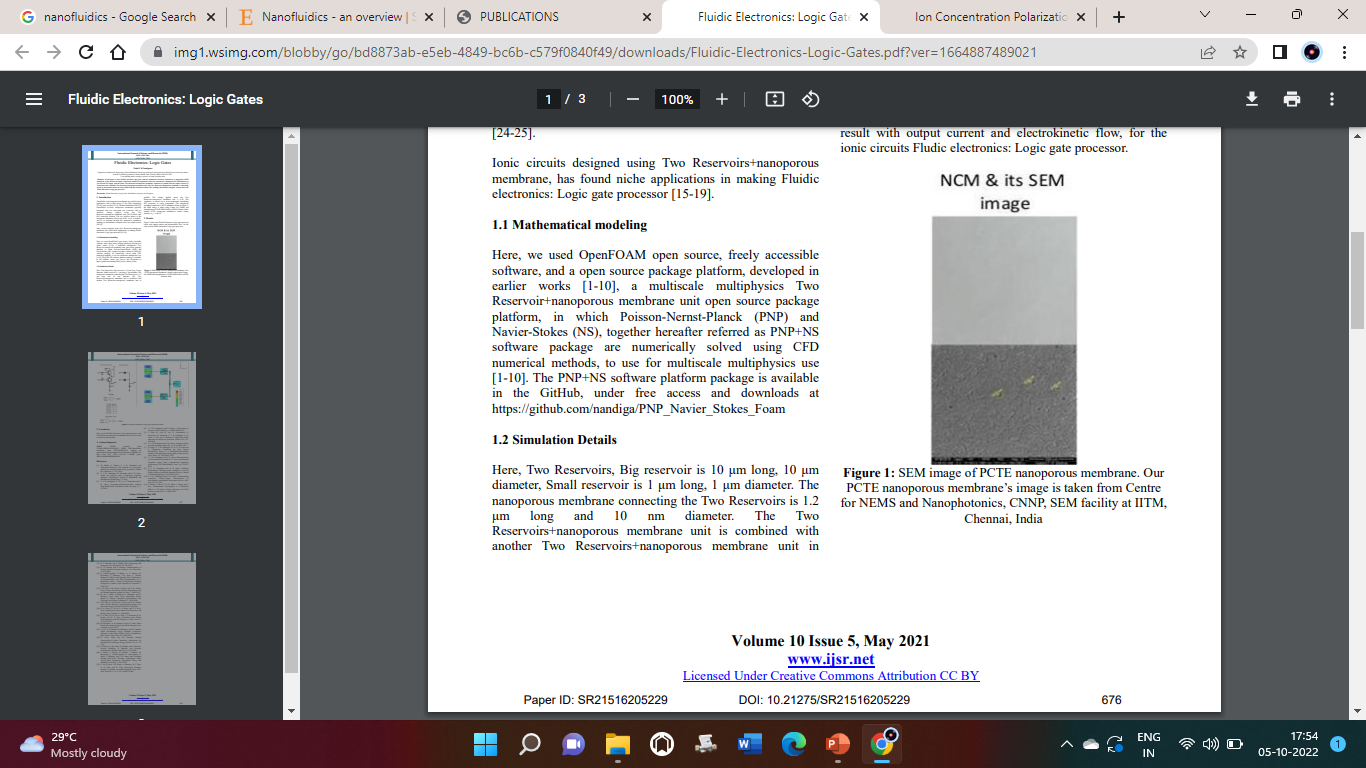 nanofluidics - Google Search
Nanofluidics - an overview |
PUBLICATIONS
Fluidic Electronics: Logic Gat
Ion Concentration Polarizatio
img1.wsimg.com/blobby/go/bd8873ab-e5eb-4849-bc6b-c579f0840f49/downloads/Fluidic-Electronics-Logic-Gates.pdf?ver=1664887489021
Fluidic Electronics: Logic Gates
1 / 3
100%
Fluidic Electronics: Logic Gates
1
2
[24-25].
Ionic circuits designed using Two Reservoirs+nanoporous
membrane, has found niche applications in making Fluidic
electronics: Logic gate processor [15-19].
1.1 Mathematical modeling
Here, we used OpenFOAM open source, freely accessible
software, and a open source package platform, developed in
earlier works [1-10], a multiscale multiphysics Two
Reservoir+nanoporous membrane unit open source package
platform, in which Poisson-Nernst-Planck (PNP) and
Navier-Stokes (NS), together hereafter referred as PNP+NS
software package are numerically solved using CFD
numerical methods, to use for multiscale multiphysics use
[1-10]. The PNP+NS software platform package is available
in the GitHub, under free access and downloads at
https://github.com/nandiga/PNP_Navier_Stokes_Foam
1.2 Simulation Details
Here, Two Reservoirs, Big reservoir is 10 μm long, 10 μm
diameter, Small reservoir is 1 μm long, 1 μm diameter. The
nanoporous membrane connecting the Two Reservoirs is 1.2
μm long and 10 nm diameter. The Two
Reservoirs+nanoporous membrane unit is combined with
another Two Reservoirs+nanoporous membrane unit in
result with output current and electrokinetic flow, for the
ionic circuits Fludic electronics: Logic gate processor.
NCM & its SEM
image
Figure 1: SEM image of PCTE nanoporous membrane. Our
PCTE nanoporous membrane's image is taken from Centre
for NEMS and Nanophotonics, CNNP, SEM facility at IITM,
Chennai, India
Volume 10 Issue 5, May 2021
www.ijsr.net
Licensed Under Creative Commons Attribution CC BY
Paper ID: SR21516205229
DOI: 10.21275/SR21516205229
676
29°C
Mostly cloudy
ENG
IN
17:54
05-10-2022
1